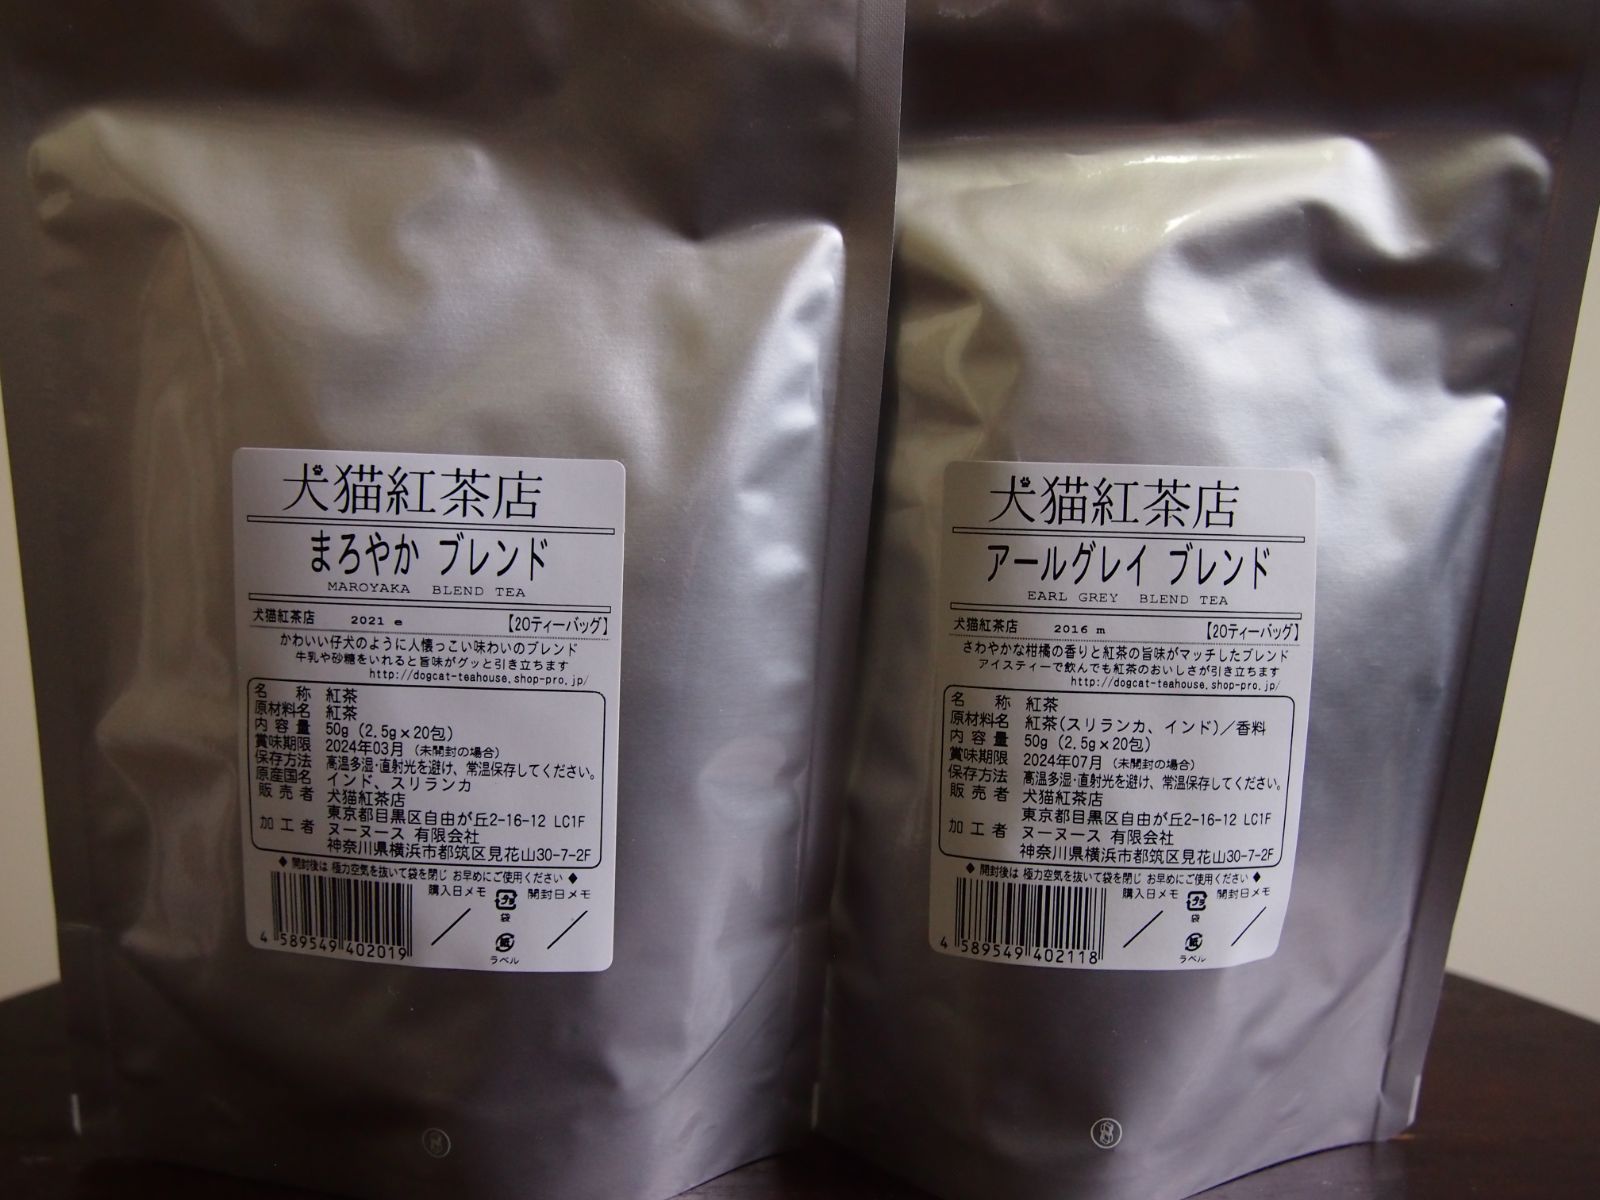 犬猫紅茶店
まろやか ブレンド
MAROYAKA BLEND TEA
犬猫紅茶店 2021 e 【20ティーバッグ】
かわいい仔犬のように人懐っこい味わいのブレンド
牛乳や砂糖をいれると旨味がグッと引き立ちます
http://dogcat-teahouse.shop-pro.jp/
名 称 紅茶
原材料名 紅茶
内容量 50g (2.5g×20包)
賞味期限 2024年03月 (未開封の場合)
保存方法 高温多湿・直射光を避け、常温保存してください。
原産国名 インド、スリランカ
販売者 犬猫紅茶店
東京都目黒区自由が丘2-16-12 LC1F
加工者 ヌーヌース 有限会社
神奈川県横浜市都筑区見花山30-7-2F
◆ 開封後は 極力空気を抜いて袋を閉じ お早めにご使用ください ◆
購入日メモ 開封日メモ
プラ
袋
紙
ラベル
4 589549 402019
犬猫紅茶店
アールグレイ ブレンド
EARL GREY BLEND TEA
犬猫紅茶店 2016 m 【20ティーバッグ】
さわやかな柑橘の香りと紅茶の旨味がマッチしたブレンド
アイスティーで飲んでも紅茶のおいしさが引き立ちます
http://dogcat-teahouse.shop-pro.jp/
名 称 紅茶
原材料名 紅茶(スリランカ、インド)/香料
内容量 50g (2.5g×20包)
賞味期限 2024年07月 (未開封の場合)
保存方法 高温多湿・直射光を避け、常温保存してください。
販売者 犬猫紅茶店
東京都目黒区自由が丘2-16-12 LC1F
加工者 ヌーヌース 有限会社
神奈川県横浜市都筑区見花山30-7-2F
◆ 開封後は 極力空気を抜いて袋を閉じ お早めにご使用ください ◆
購入日メモ 開封日メモ
プラ
袋
紙
ラベル
4 589549 402118